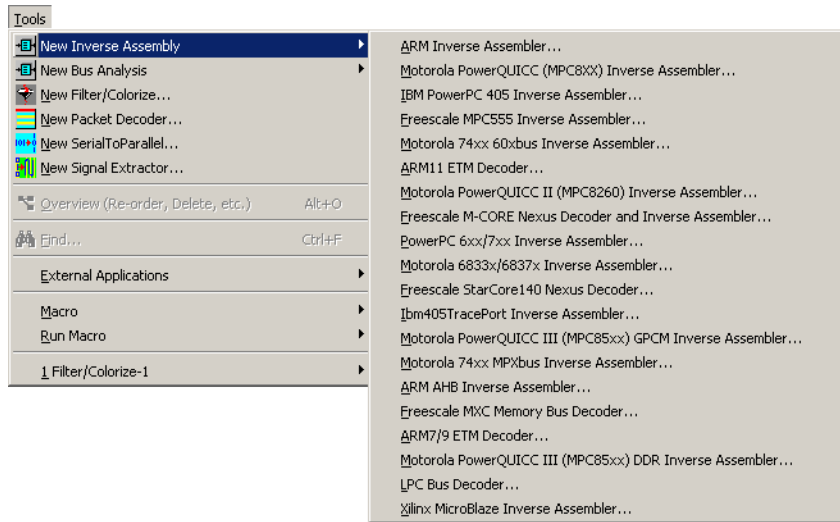 Tools
New Inverse Assembly
New Bus Analysis
New Filter/Colorize...
New Packet Decoder...
New SerialToParallel...
New Signal Extractor...
Overview (Re-order, Delete, etc.) Alt+O
Find... Ctrl+F
External Applications
Macro
Run Macro
1 Filter/Colorize-1
ARM Inverse Assembler...
Motorola PowerQUICC (MPC8XX) Inverse Assembler...
IBM PowerPC 405 Inverse Assembler...
Freescale MPC555 Inverse Assembler...
Motorola 74xx 60xbus Inverse Assembler...
ARM11 ETM Decoder...
Motorola PowerQUICC II (MPC8260) Inverse Assembler...
Freescale M-CORE Nexus Decoder and Inverse Assembler...
PowerPC 6xx/7xx Inverse Assembler...
Motorola 6833x/6837x Inverse Assembler...
Freescale StarCore140 Nexus Decoder...
Ibm405TracePort Inverse Assembler...
Motorola PowerQUICC III (MPC85xx) GPCM Inverse Assembler...
Motorola 74xx MPXbus Inverse Assembler...
ARM AHB Inverse Assembler...
Freescale MXC Memory Bus Decoder...
ARM7/9 ETM Decoder...
Motorola PowerQUICC III (MPC85xx) DDR Inverse Assembler...
LPC Bus Decoder...
Xilinx MicroBlaze Inverse Assembler...